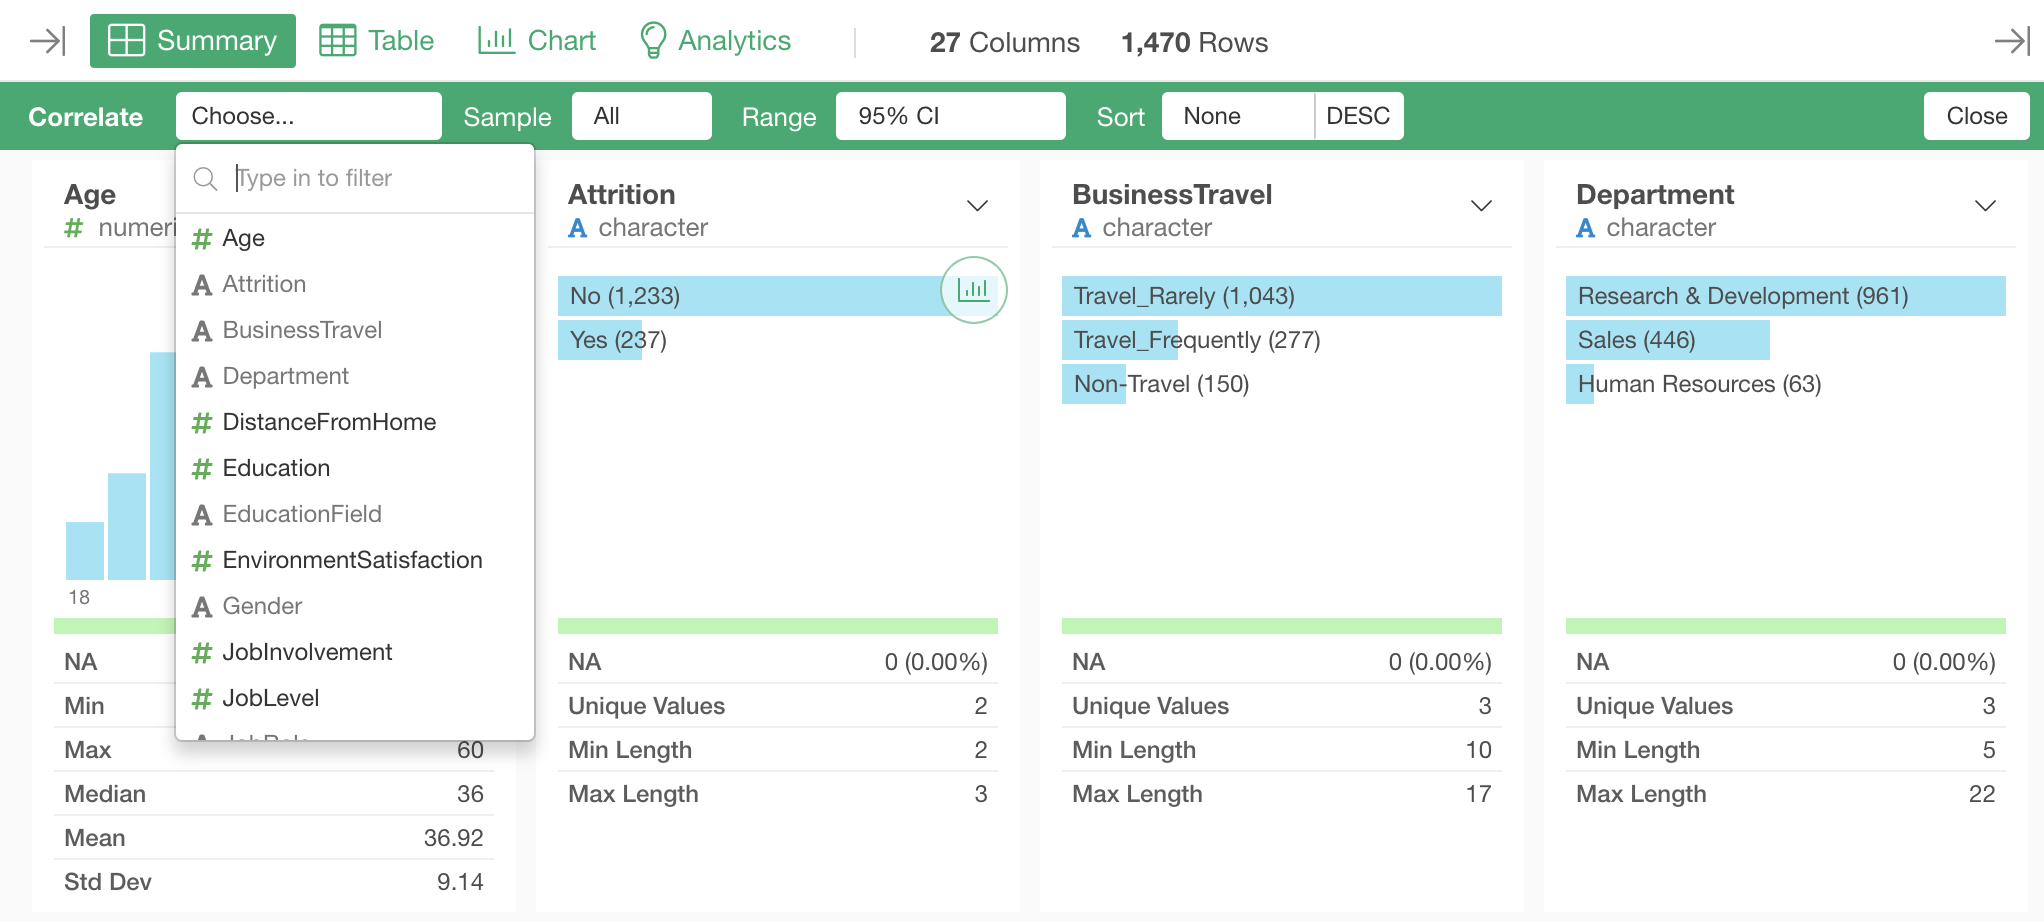 Summary Table Chart Analytics 27 Columns 1,470 Rows
Correlate Choose... Sample All Range 95% CI Sort None DESC Close
Type in to filter
Age
Attrition
BusinessTravel
Department
DistanceFromHome
Education
EducationField
EnvironmentSatisfaction
Gender
JobInvolvement
JobLevel
Age
numeri
18
NA
Min
Max 60
Median 36
Mean 36.92
Std Dev 9.14
Attrition
A character
No (1,233)
Yes (237)
NA 0 (0.00%)
Unique Values 2
Min Length 2
Max Length 3
BusinessTravel
A character
Travel_Rarely (1,043)
Travel_Frequently (277)
Non-Travel (150)
NA 0 (0.00%)
Unique Values 3
Min Length 10
Max Length 17
Department
A character
Research & Development (961)
Sales (446)
Human Resources (63)
NA 0 (0.00%)
Unique Values 3
Min Length 5
Max Length 22